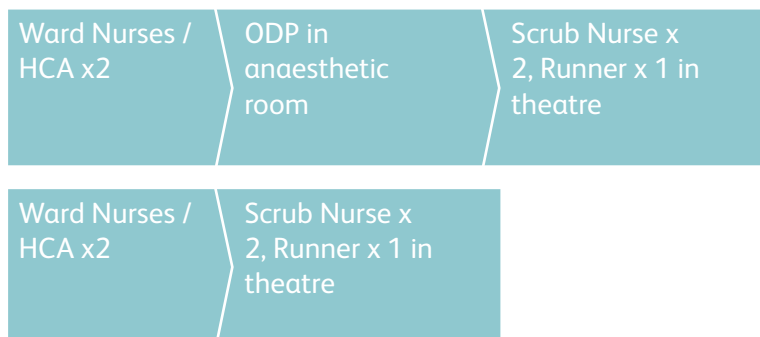 Ward Nurses /
HCA x2
ODP in
anaesthetic
room
Scrub Nurse x
2, Runner x 1 in
theatre
Ward Nurses /
HCA x2
Scrub Nurse x
2, Runner x 1 in
theatre